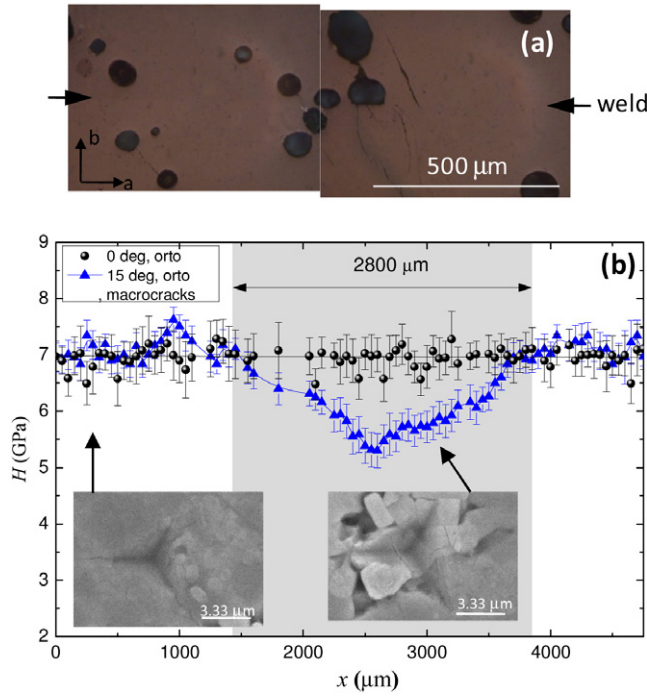 (a)
weld
b
a
500 μm
(b)
0 deg, orto
15 deg, orto
, macrocracks
2800 μm
9
8
7
6
5
4
3
2
H (GPa)
3.33 μm
3.33 μm
0
1000
2000
3000
4000
x (μm)